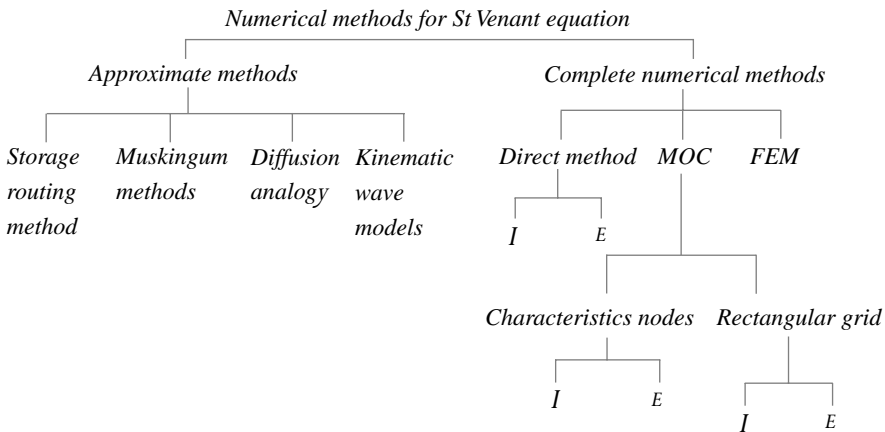 Numerical methods for St Venant equation
Approximate methods
Complete numerical methods
Storage
routing
method
Muskingum
methods
Diffusion
analogy
Kinematic
wave
models
Direct method
MOC
FEM
I
E
Characteristics nodes
Rectangular grid
I
E
I
E